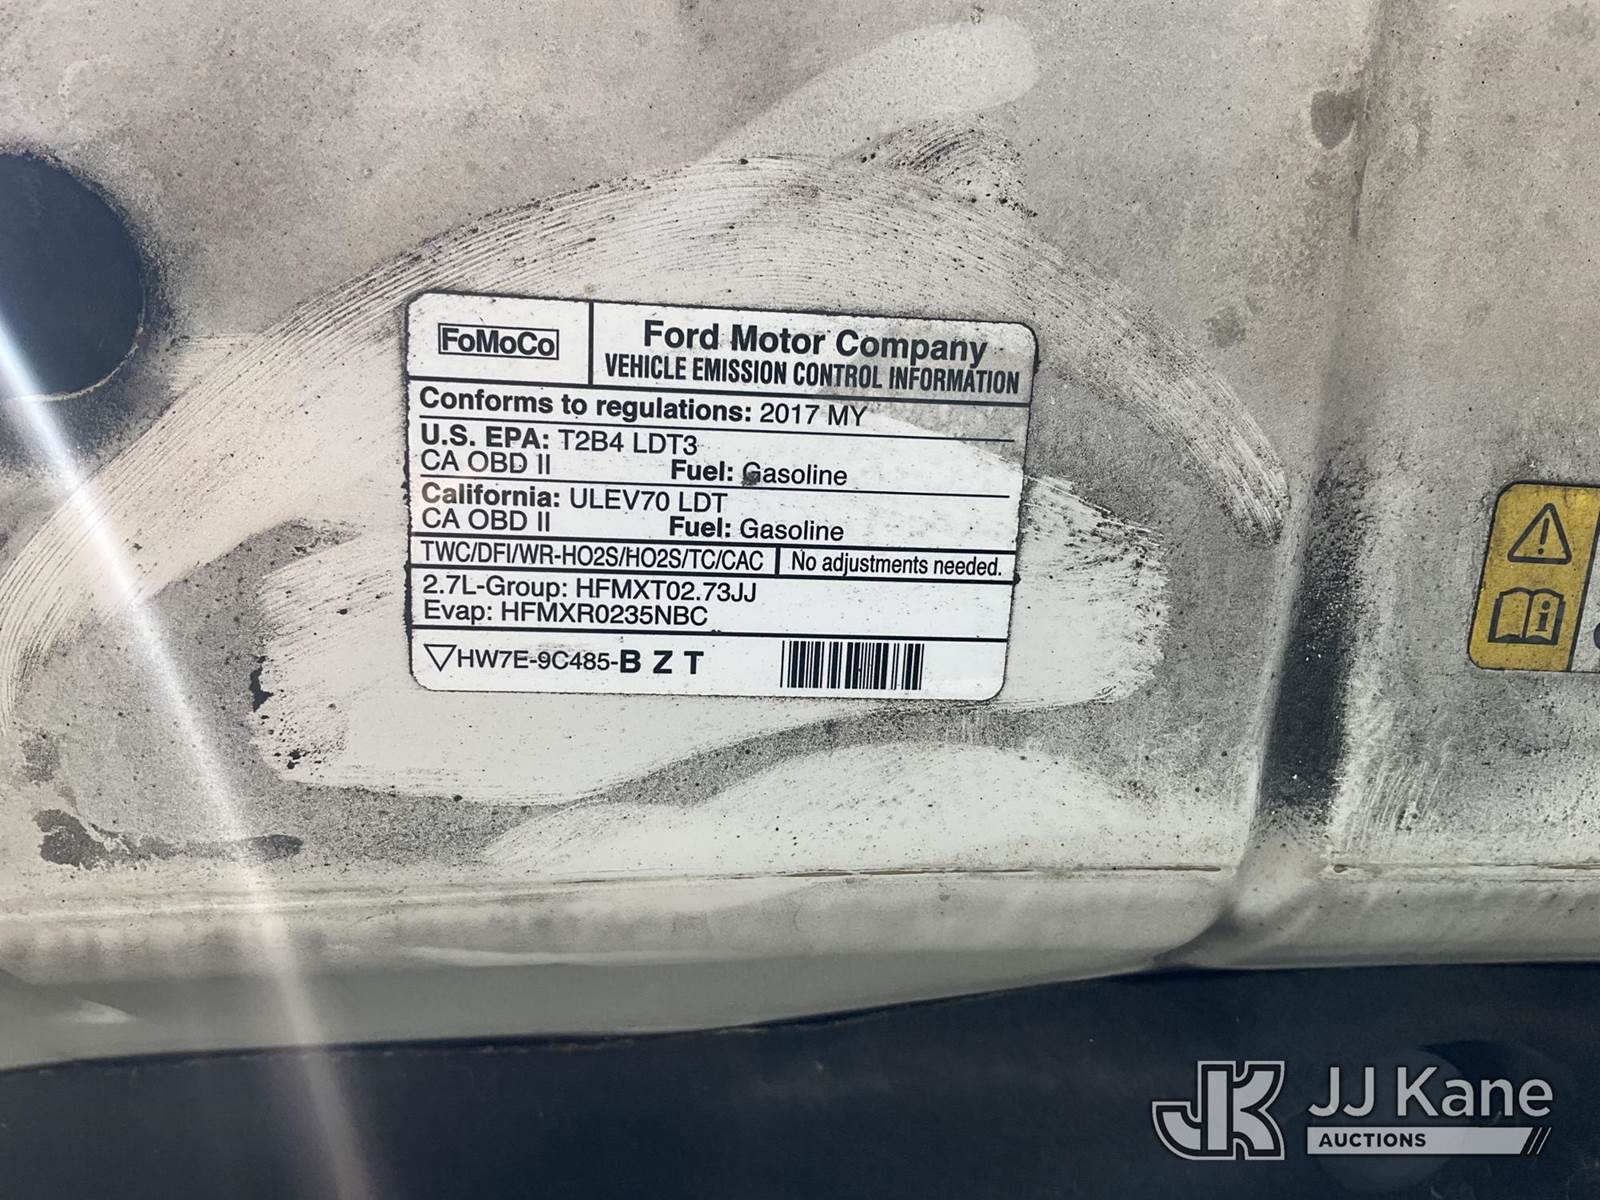 FoMoCo
Ford Motor Company
VEHICLE EMISSION CONTROL INFORMATION
Conforms to regulations: 2017 MY
U.S. EPA: T2B4 LDT3
CA OBD II Fuel: Gasoline
California: ULEV70 LDT
CA OBD II Fuel: Gasoline
TWC/DFI/WR-HO2S/HO2S/TC/CAC No adjustments needed.
2.7L-Group: HFMXT02.73JJ
Evap: HFMXR0235NBC
HW7E-9C485-B Z T
JK JJ Kane
AUCTIONS